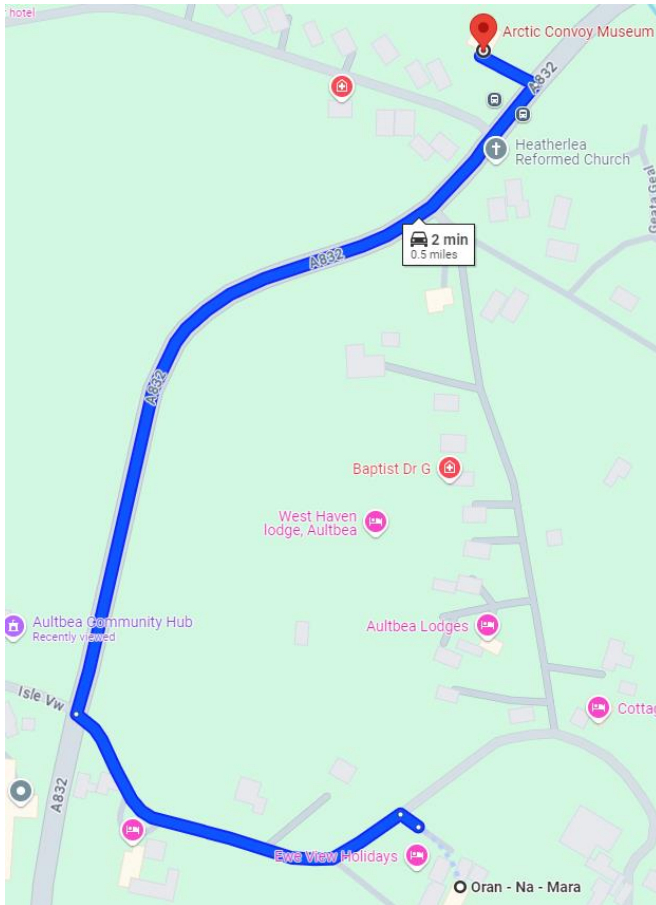 hotel
Arctic Convoy Museum
A832
Heatherlea
Reformed Church
Geata Geal
2 min
0.5 miles
A832
A832
Baptist Dr G
West Haven
lodge, Aultbea
Aultbea Community Hub
Recently viewed
Aultbea Lodges
Isle Vw
Cottag
A832
Ewe View Holidays
Oran - Na - Mara